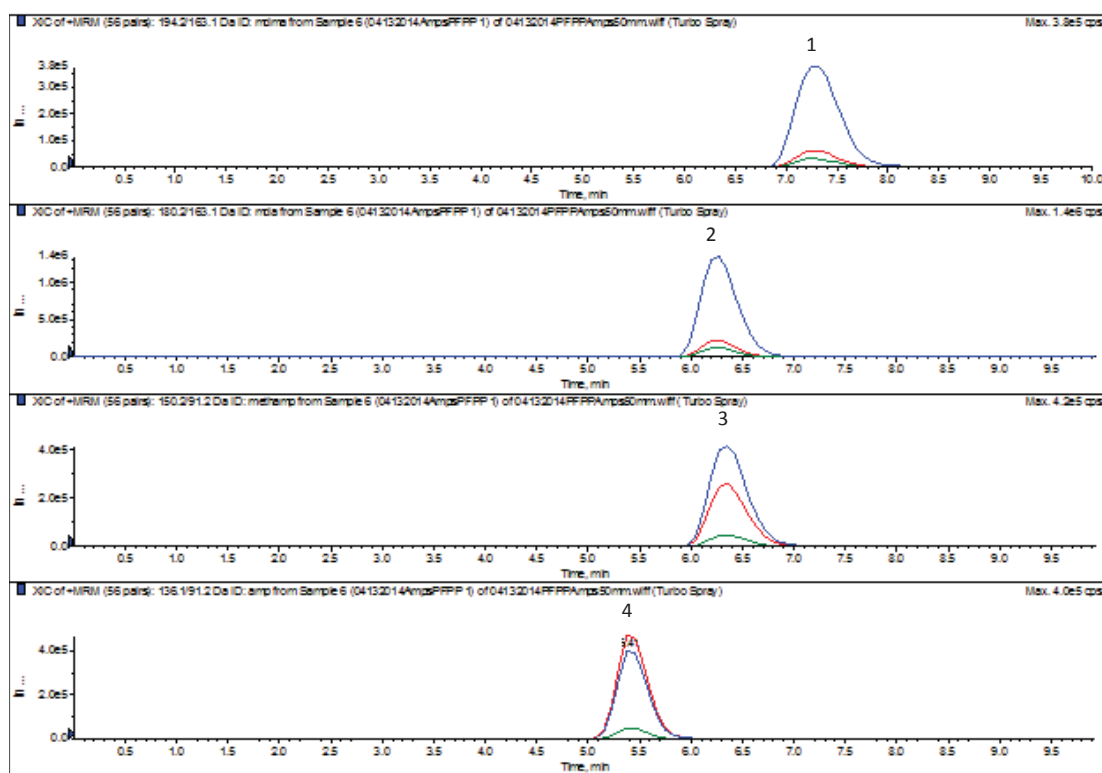 XIC of +MRM (56 pairs): 194.2/163.1 Da ID: mdma from Sample 6 (04132014AmpsPFPP 1) of 04132014PFPPAmps50mm.wiff (Turbo Spray) Max. 3.8e5 cps.
1
3.8e5
3.0e5
2.0e5
1.0e5
0.0
In ...
0.5 1.0 1.5 2.0 2.5 3.0 3.5 4.0 4.5 5.0 5.5 6.0 6.5 7.0 7.5 8.0 8.5 9.0 9.5 10.0
Time, min
XIC of +MRM (56 pairs): 180.2/163.1 Da ID: mda from Sample 6 (04132014AmpsPFPP 1) of 04132014PFPPAmps50mm.wiff (Turbo Spray) Max. 1.4e6 cps.
2
1.4e6
1.0e6
5.0e5
0.0
In ...
0.5 1.0 1.5 2.0 2.5 3.0 3.5 4.0 4.5 5.0 5.5 6.0 6.5 7.0 7.5 8.0 8.5 9.0 9.5
Time, min
XIC of +MRM (56 pairs): 150.2/91.2 Da ID: methamp from Sample 6 (04132014AmpsPFPP 1) of 04132014PFPPAmps50mm.wiff (Turbo Spray) Max. 4.2e5 cps.
3
4.0e5
2.0e5
0.0
In ...
0.5 1.0 1.5 2.0 2.5 3.0 3.5 4.0 4.5 5.0 5.5 6.0 6.5 7.0 7.5 8.0 8.5 9.0 9.5
Time, min
XIC of +MRM (56 pairs): 136.1/91.2 Da ID: amp from Sample 6 (04132014AmpsPFPP 1) of 04132014PFPPAmps50mm.wiff (Turbo Spray) Max. 4.0e5 cps.
4
4.0e5
2.0e5
0.0
In ...
0.5 1.0 1.5 2.0 2.5 3.0 3.5 4.0 4.5 5.0 5.5 6.0 6.5 7.0 7.5 8.0 8.5 9.0 9.5
Time, min